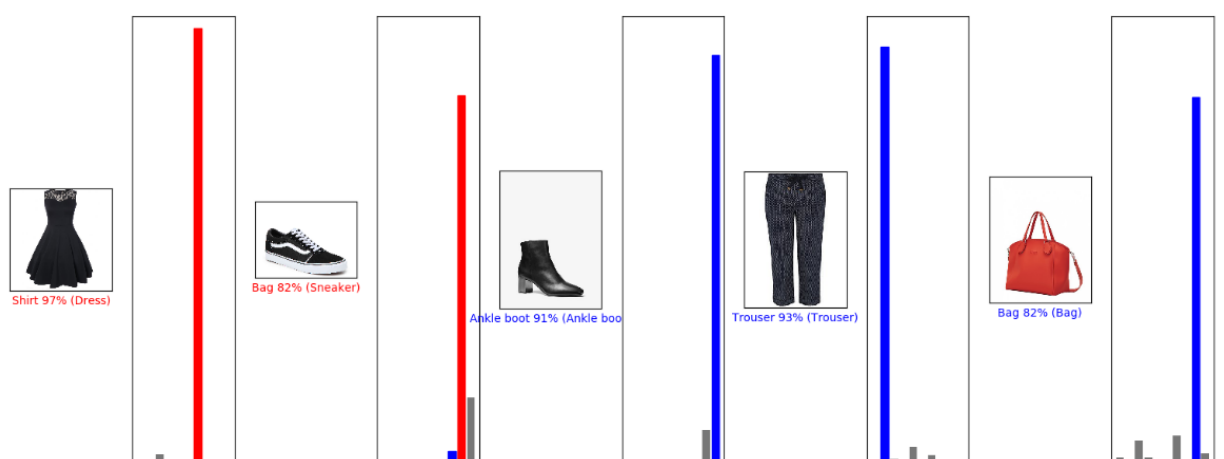 Shirt 97% (Dress)
Bag 82% (Sneaker)
Ankle boot 91% (Ankle boo
Trouser 93% (Trouser)
Bag 82% (Bag)